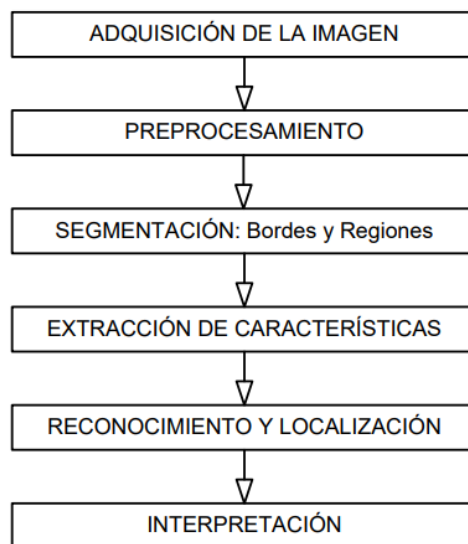 ADQUISICIÓN DE LA IMAGEN
PREPROCESAMIENTO
SEGMENTACIÓN: Bordes y Regiones
EXTRACCIÓN DE CARACTERÍSTICAS
RECONOCIMIENTO Y LOCALIZACIÓN
INTERPRETACIÓN